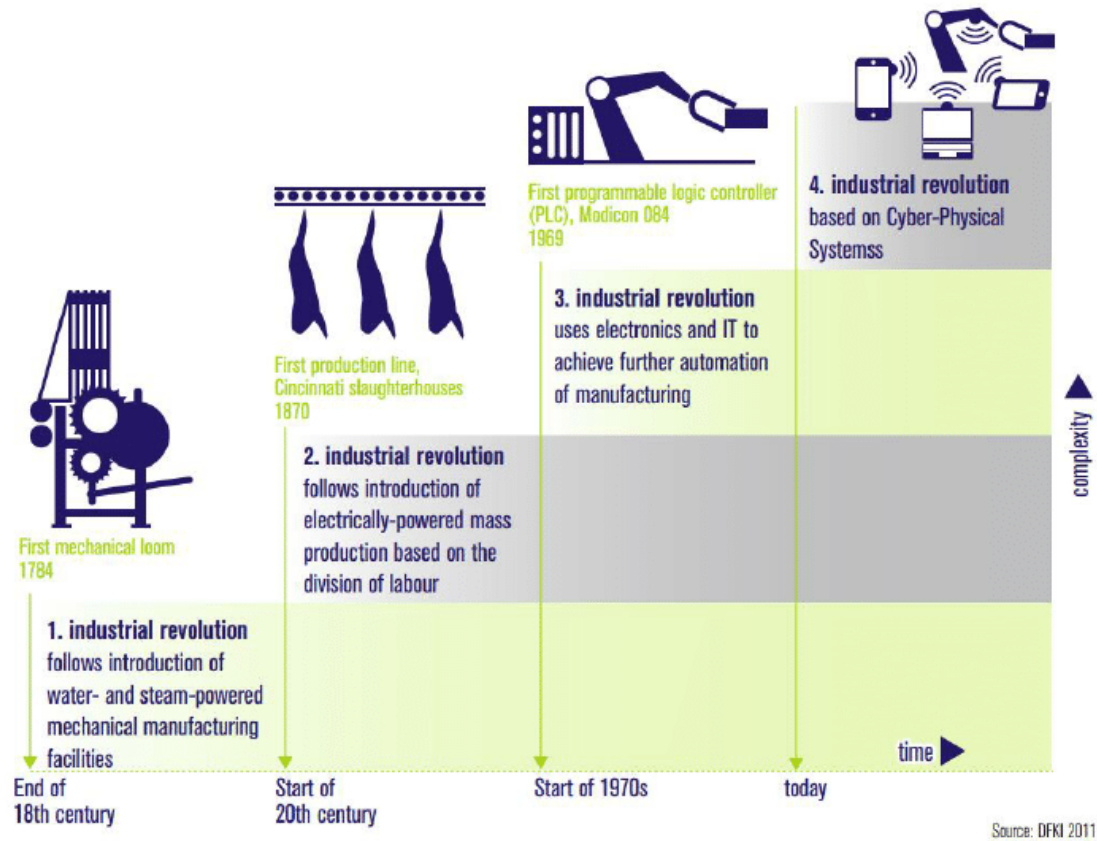 First mechanical loom
1784
1. industrial revolution
follows introduction of
water- and steam-powered
mechanical manufacturing
facilities
End of
18th century
First production line,
Cincinnati slaughterhouses
1870
2. industrial revolution
follows introduction of
electrically-powered mass
production based on the
division of labour
Start of
20th century
First programmable logic controller
(PLC), Modicon 084
1969
3. industrial revolution
uses electronics and IT to
achieve further automation
of manufacturing
Start of 1970s
4. industrial revolution
based on Cyber-Physical
Systemss
today
time
complexity
Source: DFKI 2011